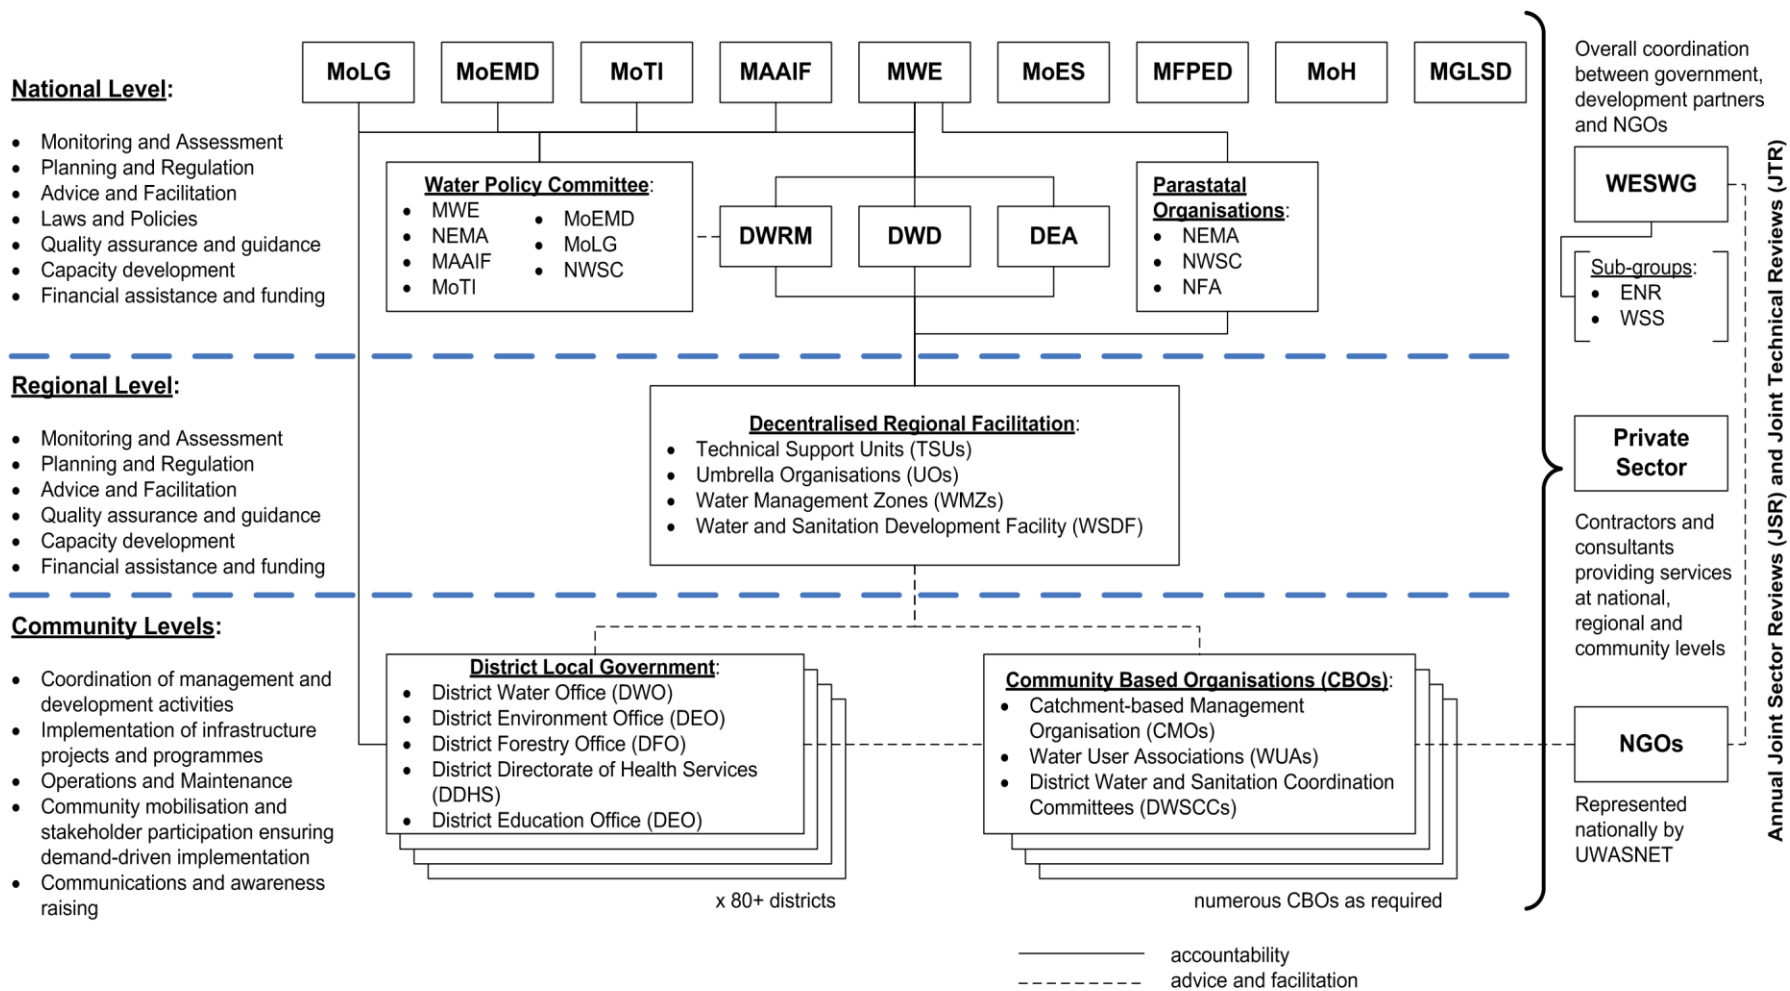 MoLG
MoEMD
MoTI
MAAIF
MWE
MoES
MFPED
MoH
MGLSD
National Level:
• Monitoring and Assessment
• Planning and Regulation
• Advice and Facilitation
• Laws and Policies
• Quality assurance and guidance
• Capacity development
• Financial assistance and funding
Water Policy Committee:
• MWE
• NEMA
• MAAIF
• MoTI
• MoEMD
• MoLG
• NWSC
DWRM
DWD
DEA
Parastatal
Organisations:
• NEMA
• NWSC
• NFA
Regional Level:
• Monitoring and Assessment
• Planning and Regulation
• Advice and Facilitation
• Quality assurance and guidance
• Capacity development
• Financial assistance and funding
Decentralised Regional Facilitation:
• Technical Support Units (TSUs)
• Umbrella Organisations (UOs)
• Water Management Zones (WMZs)
• Water and Sanitation Development Facility (WSDF)
Community Levels:
• Coordination of management and
development activities
• Implementation of infrastructure
projects and programmes
• Operations and Maintenance
• Community mobilisation and
stakeholder participation ensuring
demand-driven implementation
• Communications and awareness
raising
District Local Government:
• District Water Office (DWO)
• District Environment Office (DEO)
• District Forestry Office (DFO)
• District Directorate of Health Services
(DDHS)
• District Education Office (DEO)
x 80+ districts
Community Based Organisations (CBOs):
• Catchment-based Management
Organisation (CMOs)
• Water User Associations (WUAs)
• District Water and Sanitation Coordination
Committees (DWSCCs)
numerous CBOs as required
accountability
advice and facilitation
Overall coordination
between government,
development partners
and NGOs
WESWG
Sub-groups:
• ENR
• WSS
Private
Sector
Contractors and
consultants
providing services
at national,
regional and
community levels
NGOs
Represented
nationally by
UWASNET
Annual Joint Sector Reviews (JSR) and Joint Technical Reviews (JTR)